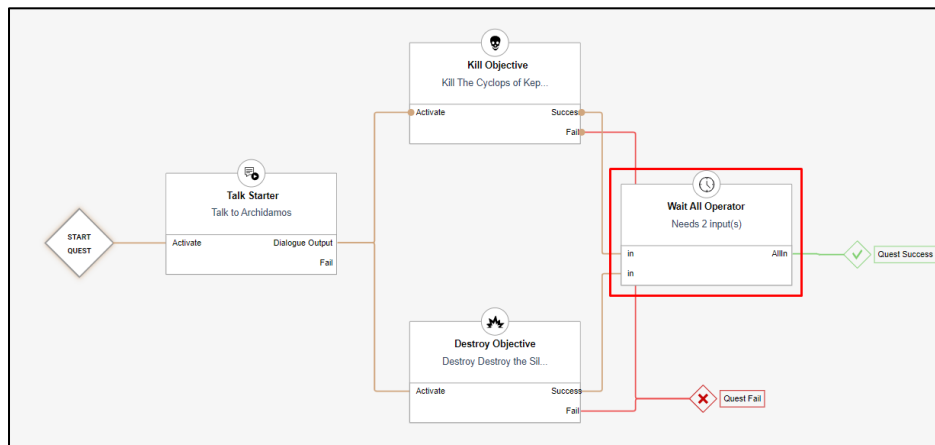 START
QUEST
Talk Starter
Talk to Archidamos
Activate
Dialogue Output
Fail
Kill Objective
Kill The Cyclops of Kep...
Activate
Succes
Fail
Destroy Objective
Destroy Destroy the Sil...
Activate
Success
Fail
Wait All Operator
Needs 2 input(s)
in
AllIn
in
Quest Success
Quest Fail